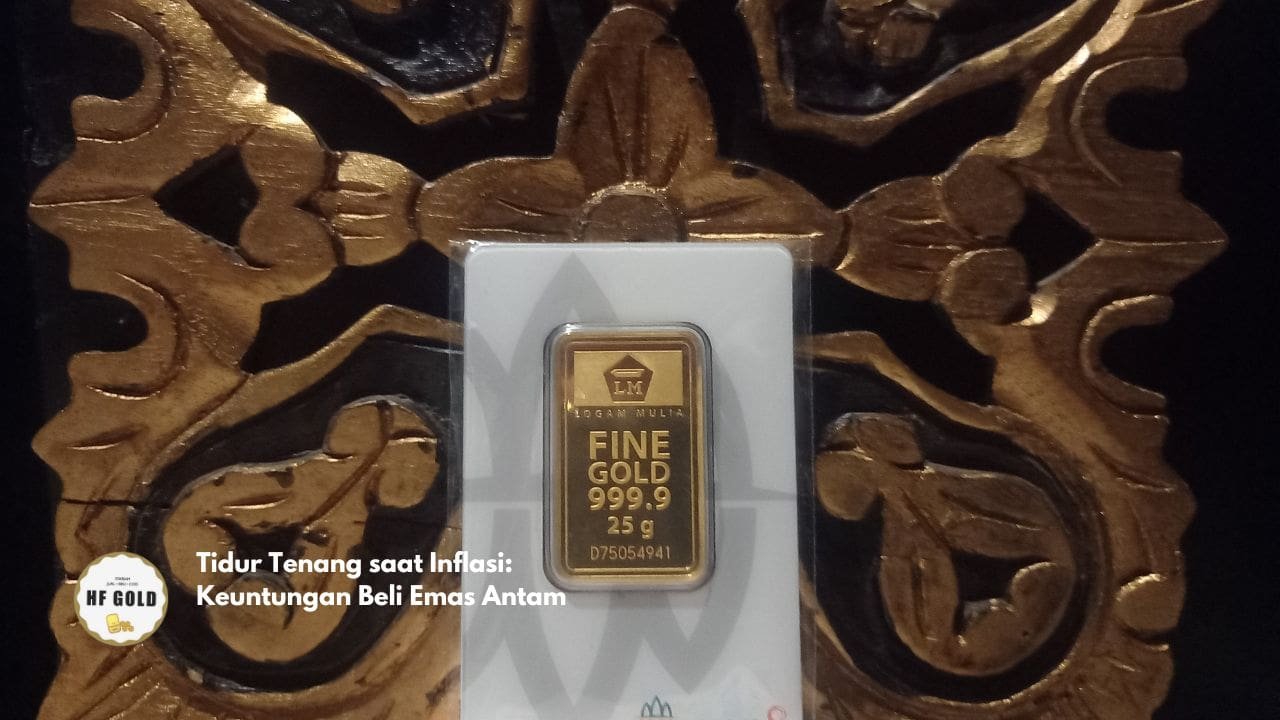 LM
LOGAM MULIA
FINE
GOLD
999.9
25 g
D75054941
Tidur Tenang saat Inflasi:
Keuntungan Beli Emas Antam
HF GOLD